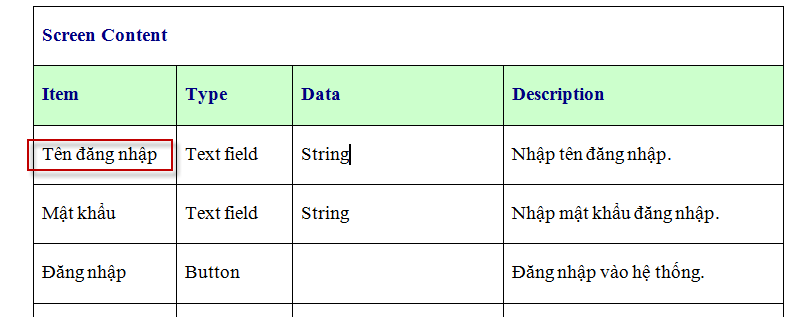 Screen Content
Item Type Data Description
Tên đăng nhập Text field String Nhập tên đăng nhập.
Mật khẩu Text field String Nhập mật khẩu đăng nhập.
Đăng nhập Button Đăng nhập vào hệ thống.